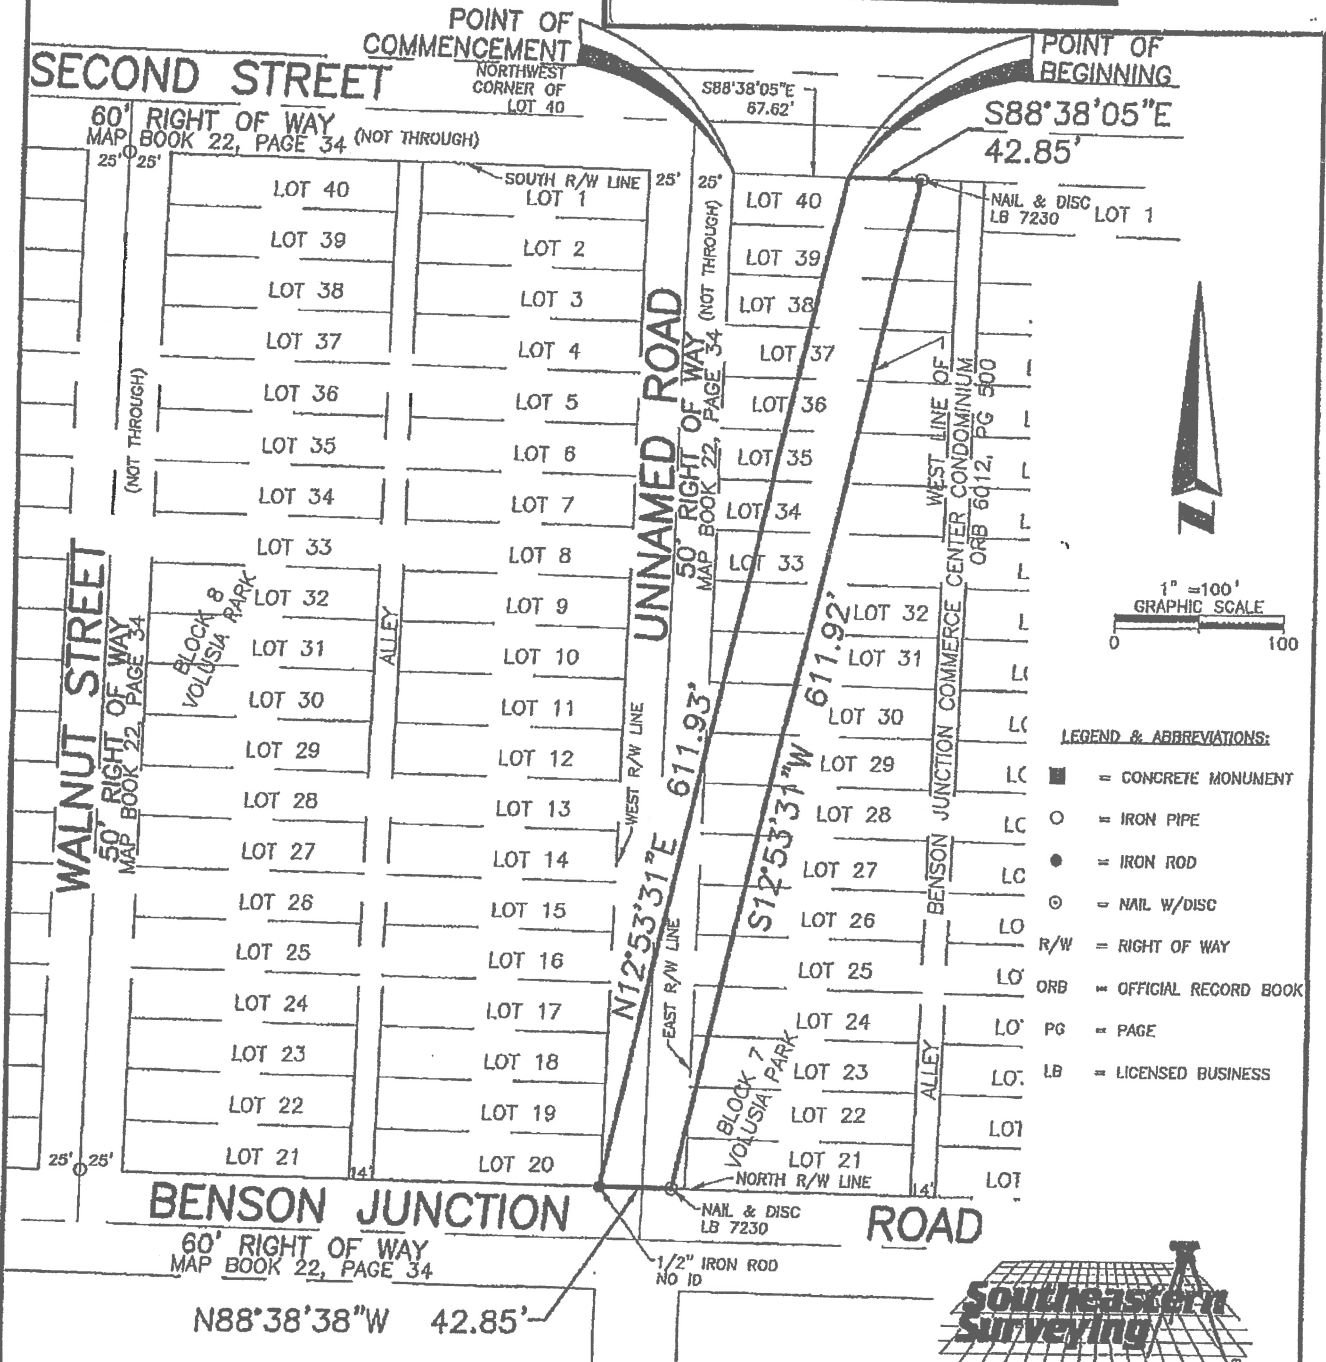 POINT OF
COMMENCEMENT
NORTHWEST
CORNER OF
LOT 40
POINT OF
BEGINNING
SECOND STREET
60' RIGHT OF WAY
MAP BOOK 22, PAGE 34 (NOT THROUGH)
S88°38'05"E
67.62'
S88°38'05"E
42.85'
25' 25'
SOUTH R/W LINE
25' 25'
NAIL & DISC
LB 7230
LOT 1
LOT 40
LOT 39
LOT 38
LOT 37
LOT 36
LOT 35
LOT 34
LOT 33
LOT 32
LOT 31
LOT 30
LOT 29
LOT 28
LOT 27
LOT 26
LOT 25
LOT 24
LOT 23
LOT 22
LOT 21
LOT 1
LOT 2
LOT 3
LOT 4
LOT 5
LOT 6
LOT 7
LOT 8
LOT 9
LOT 10
LOT 11
LOT 12
LOT 13
LOT 14
LOT 15
LOT 16
LOT 17
LOT 18
LOT 19
LOT 20
LOT 40
LOT 39
LOT 38
LOT 37
LOT 36
LOT 35
LOT 34
LOT 33
LOT 32
LOT 31
LOT 30
LOT 29
LOT 28
LOT 27
LOT 26
LOT 25
LOT 24
LOT 23
LOT 22
LOT 21
WALNUT STREET
50' RIGHT OF WAY
MAP BOOK 22, PAGE 34
(NOT THROUGH)
BLOCK 8
VOLUSIA PARK
ALLEY
UNNAMED ROAD
50' RIGHT OF WAY
MAP BOOK 22, PAGE 34 (NOT THROUGH)
WEST R/W LINE
EAST R/W LINE
N12°53'31"E 611.93'
S12°53'31"W 611.92'
WEST LINE OF
BENSON JUNCTION COMMERCE CENTER CONDOMINIUM
ORB 6012, PG 500
BLOCK 7
VOLUSIA PARK
ALLEY
Z
1" =100'
GRAPHIC SCALE
0 100
LEGEND & ABBREVIATIONS:
= CONCRETE MONUMENT
= IRON PIPE
= IRON ROD
= NAIL W/DISC
R/W = RIGHT OF WAY
ORB = OFFICIAL RECORD BOOK
PG = PAGE
LB = LICENSED BUSINESS
25' 25'
14'
14'
NORTH R/W LINE
BENSON JUNCTION ROAD
60' RIGHT OF WAY
MAP BOOK 22, PAGE 34
NAIL & DISC
LB 7230
1/2" IRON ROD
NO ID
N88°38'38"W 42.85'
Southeastern
Surveying